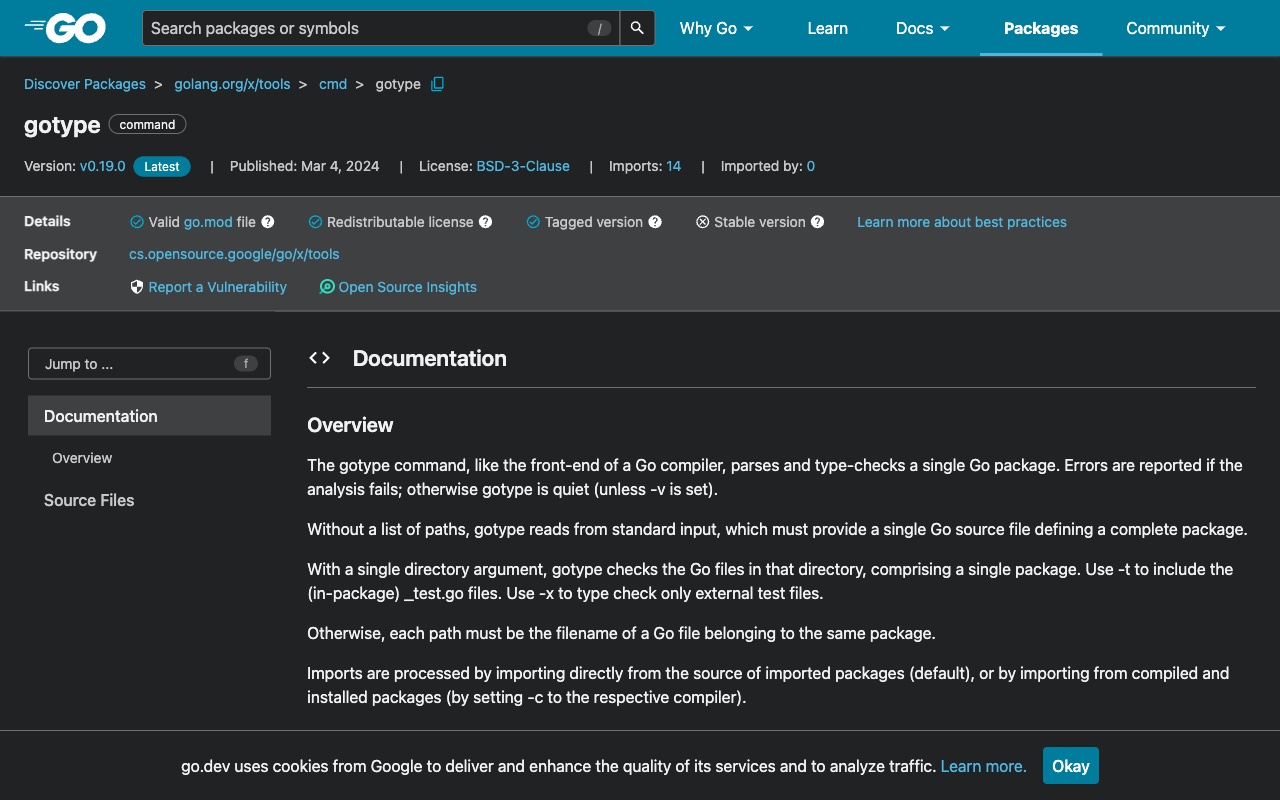 GO
Search packages or symbols /
Why Go
Learn
Docs
Packages
Community
Discover Packages > golang.org/x/tools > cmd > gotype
gotype command
Version: v0.19.0 Latest | Published: Mar 4, 2024 | License: BSD-3-Clause | Imports: 14 | Imported by: 0
Details Valid go.mod file ? Redistributable license ? Tagged version ? Stable version ? Learn more about best practices
Repository cs.opensource.google/go/x/tools
Links Report a Vulnerability Open Source Insights
Jump to ... f
Documentation
Overview
Source Files
Documentation
Overview
The gotype command, like the front-end of a Go compiler, parses and type-checks a single Go package. Errors are reported if the
analysis fails; otherwise gotype is quiet (unless -v is set).
Without a list of paths, gotype reads from standard input, which must provide a single Go source file defining a complete package.
With a single directory argument, gotype checks the Go files in that directory, comprising a single package. Use -t to include the
(in-package) _test.go files. Use -x to type check only external test files.
Otherwise, each path must be the filename of a Go file belonging to the same package.
Imports are processed by importing directly from the source of imported packages (default), or by importing from compiled and
installed packages (by setting -c to the respective compiler).
go.dev uses cookies from Google to deliver and enhance the quality of its services and to analyze traffic. Learn more. Okay